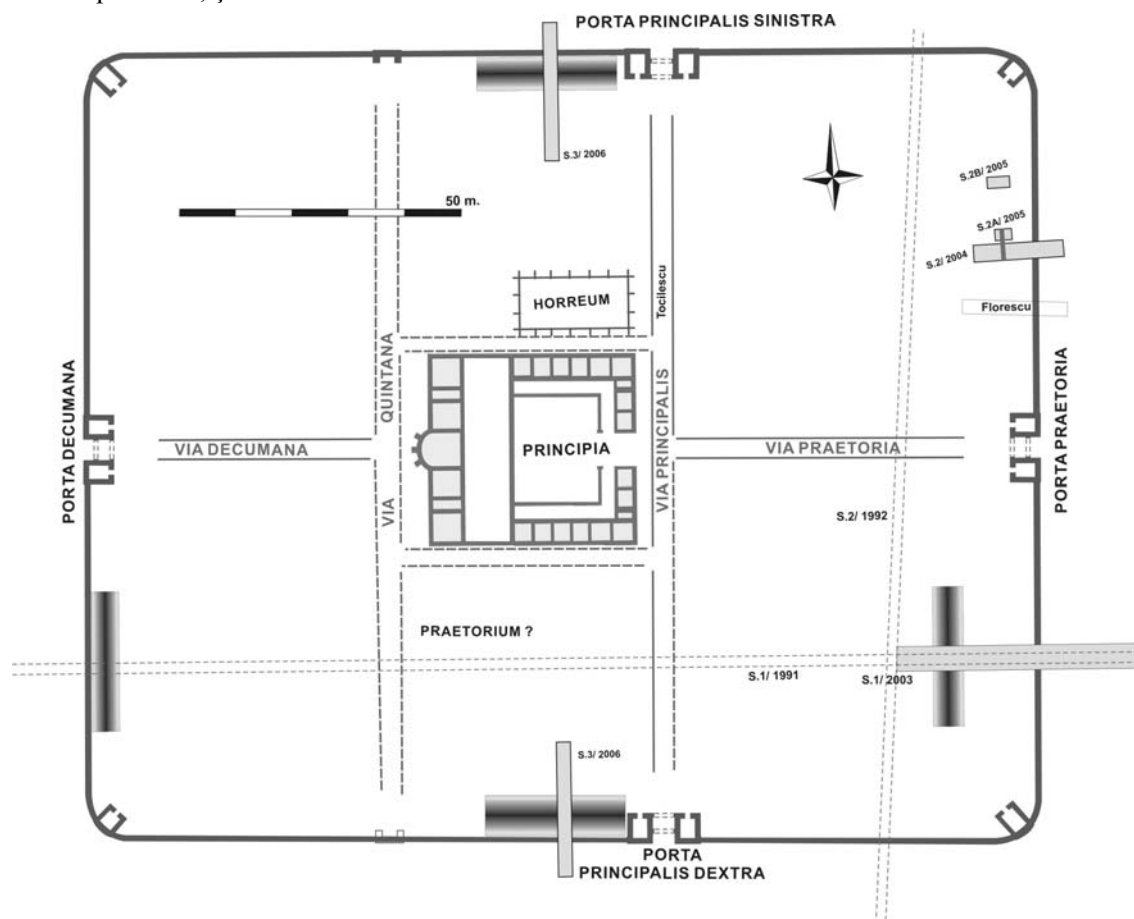 PORTA PRINCIPALIS SINISTRA
S.3/ 2006
50 m.
S.2B/ 2005
S.2A/ 2005
S.2/ 2004
Florescu
HORREUM
Tocilescu
PORTA DECUMANA
QUINTANA
VIA
VIA DECUMANA
PRINCIPIA
VIA PRINCIPALIS
VIA PRAETORIA
PORTA PRAETORIA
S.2/ 1992
PRAETORIUM ?
S.1/ 1991
S.1/ 2003
S.3/ 2006
PORTA
PRINCIPALIS DEXTRA